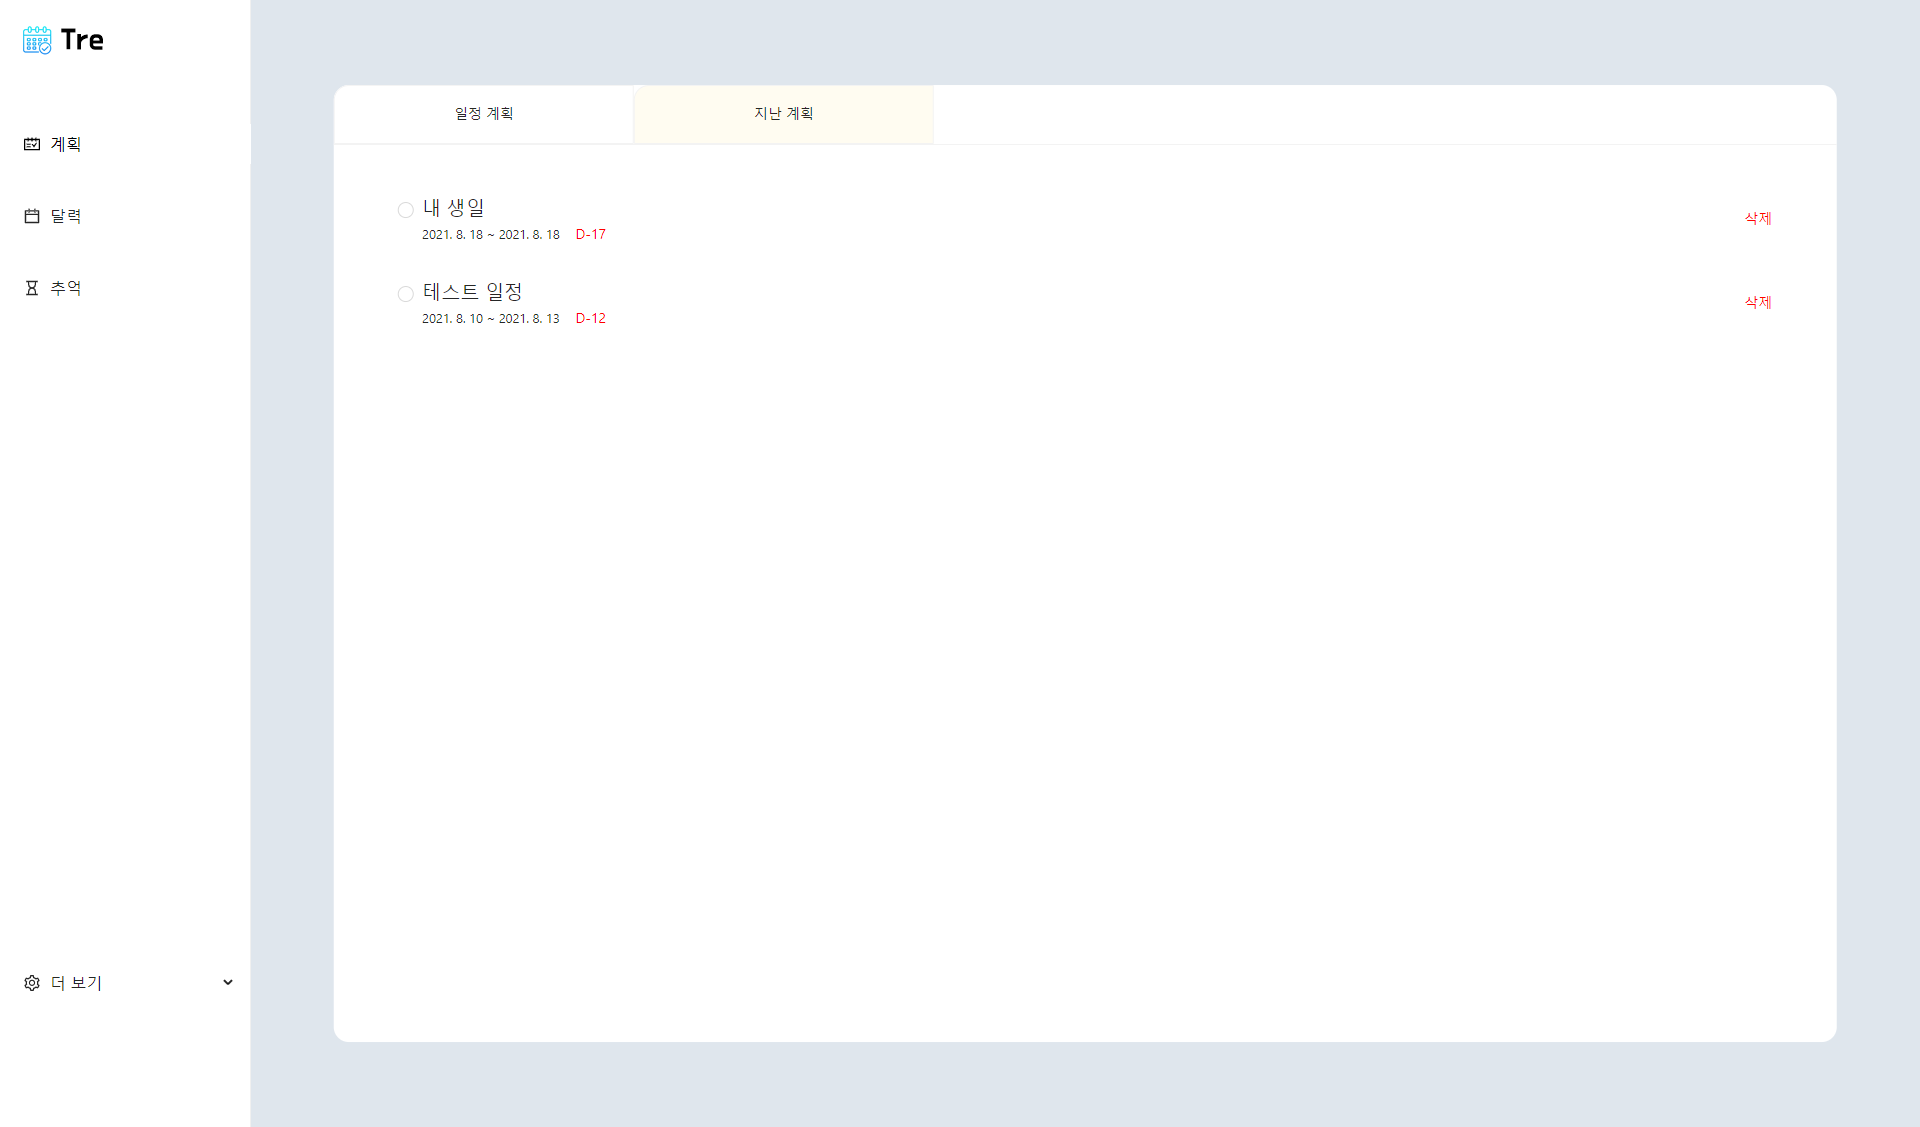 Tre
계획
달력
추억
더 보기
일정 계획
지난 계획
내 생일
2021. 8. 18 ~ 2021. 8. 18 D-17
삭제
테스트 일정
2021. 8. 10 ~ 2021. 8. 13 D-12
삭제